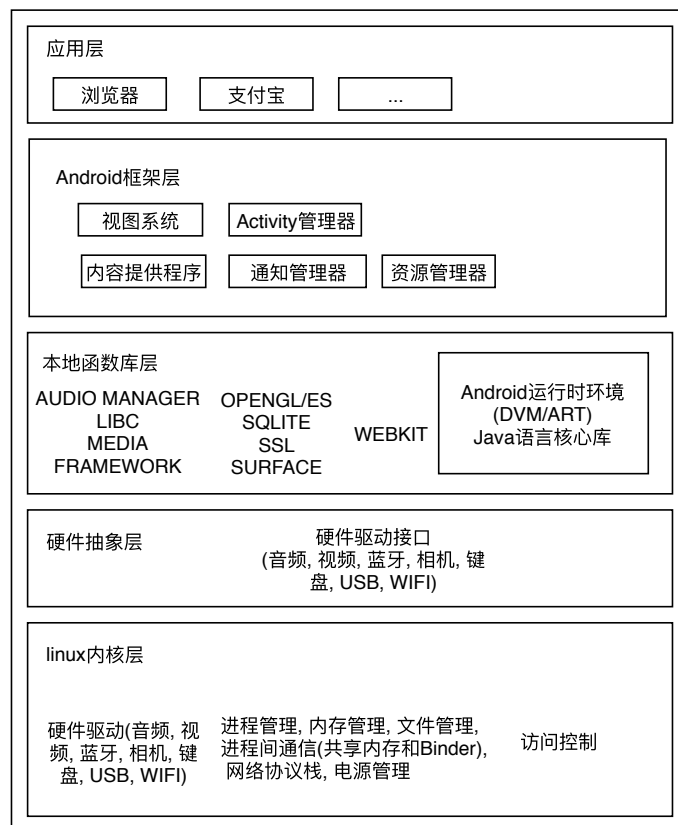 应用层
浏览器
支付宝
...
Android框架层
视图系统
Activity管理器
内容提供程序
通知管理器
资源管理器
本地函数库层
AUDIO MANAGER
LIBC
MEDIA
FRAMEWORK
OPENGL/ES
SQLITE
SSL
SURFACE
WEBKIT
Android运行时环境
(DVM/ART)
Java语言核心库
硬件抽象层
硬件驱动接口
(音频, 视频, 蓝牙, 相机, 键
盘, USB, WIFI)
linux内核层
硬件驱动(音频, 视
频, 蓝牙, 相机, 键
盘, USB, WIFI)
进程管理, 内存管理, 文件管理,
进程间通信(共享内存和Binder),
网络协议栈, 电源管理
访问控制